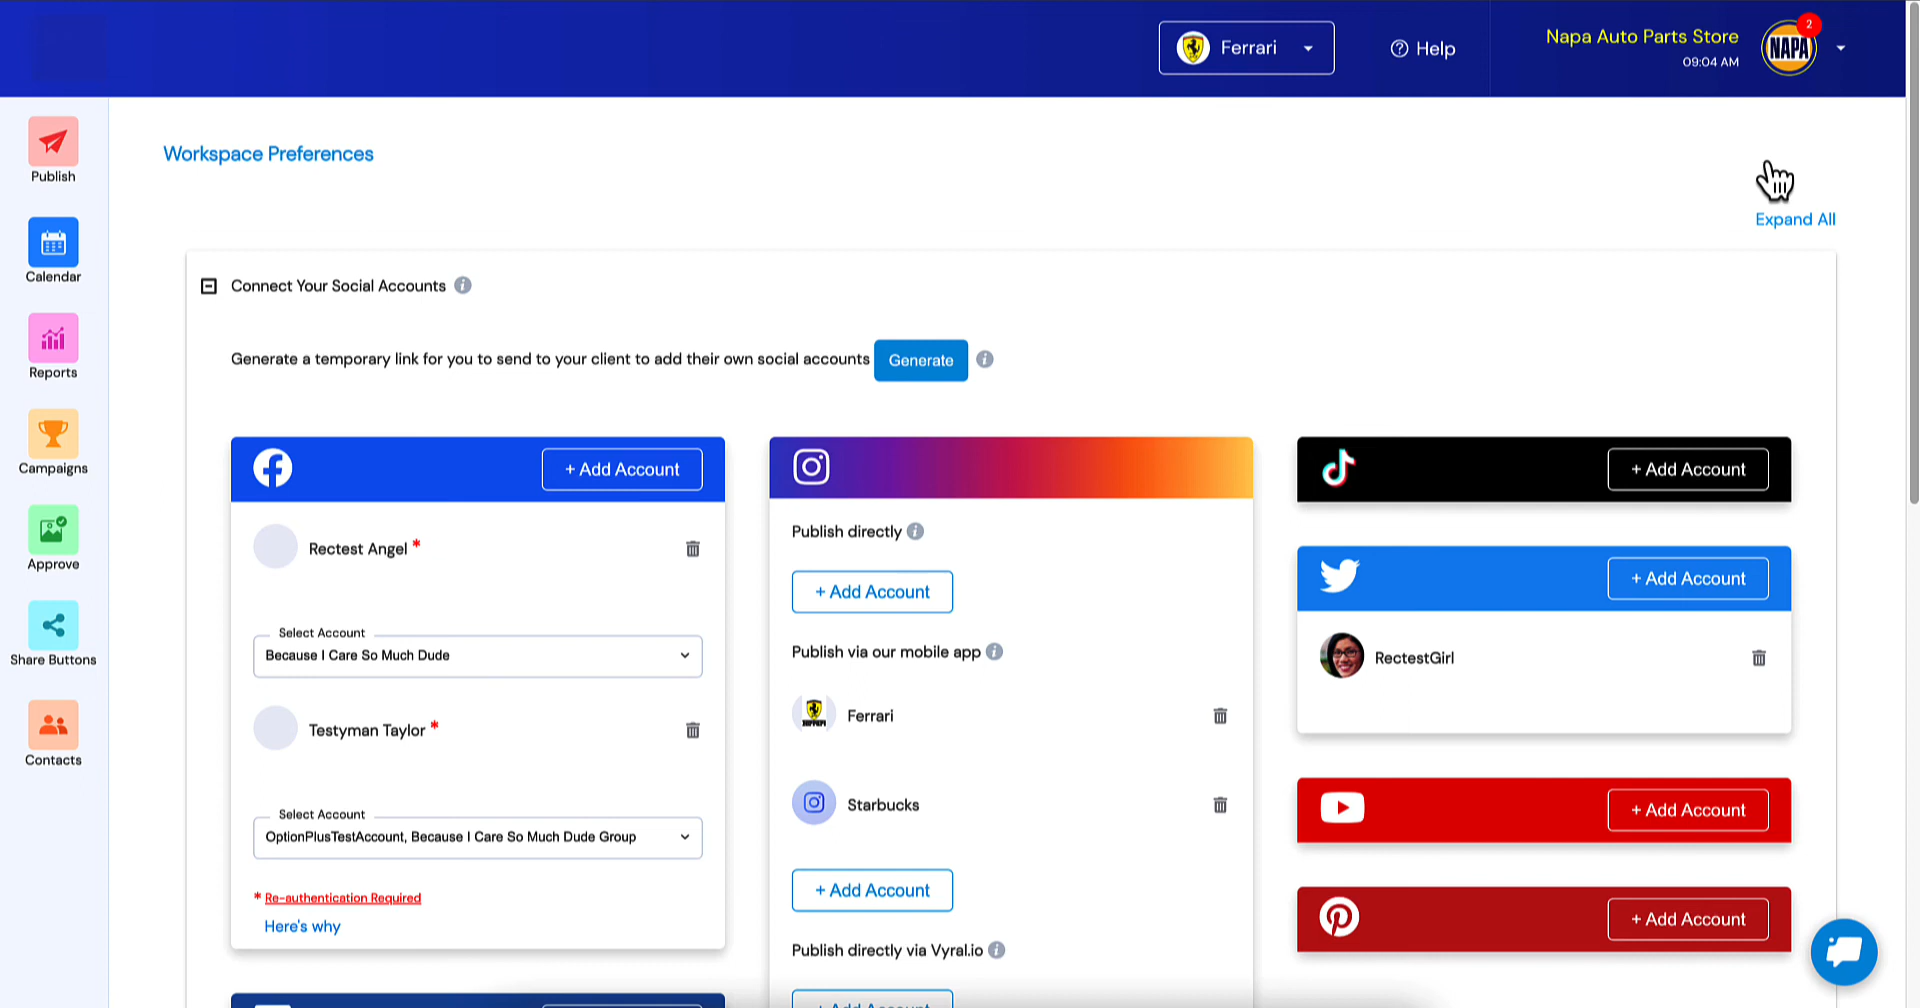 Ferrari
Help
Napa Auto Parts Store
09:04 AM
NAPA
2
Publish
Calendar
Reports
Campaigns
Approve
Share Buttons
Contacts
Workspace Preferences
Expand All
Connect Your Social Accounts
Generate a temporary link for you to send to your client to add their own social accounts
Generate
+ Add Account
Rectest Angel *
Select Account
Because I Care So Much Dude
Testyman Taylor *
Select Account
OptionPlusTestAccount, Because I Care So Much Dude Group
* Re-authentication Required
Here's why
Publish directly
+ Add Account
Publish via our mobile app
Ferrari
Starbucks
+ Add Account
Publish directly via Vyral.io
+ Add Account
+ Add Account
+ Add Account
RectestGirl
+ Add Account
+ Add Account